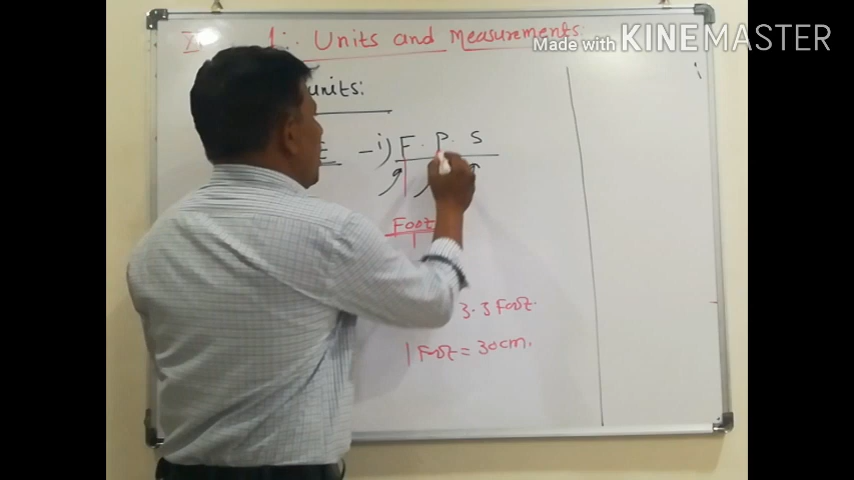 1:- Units and Measurements:
Made with KINEMASTER
units:
E - i) F. P. S
Foot
3.3 Foot.
1 Foot = 30 cm.